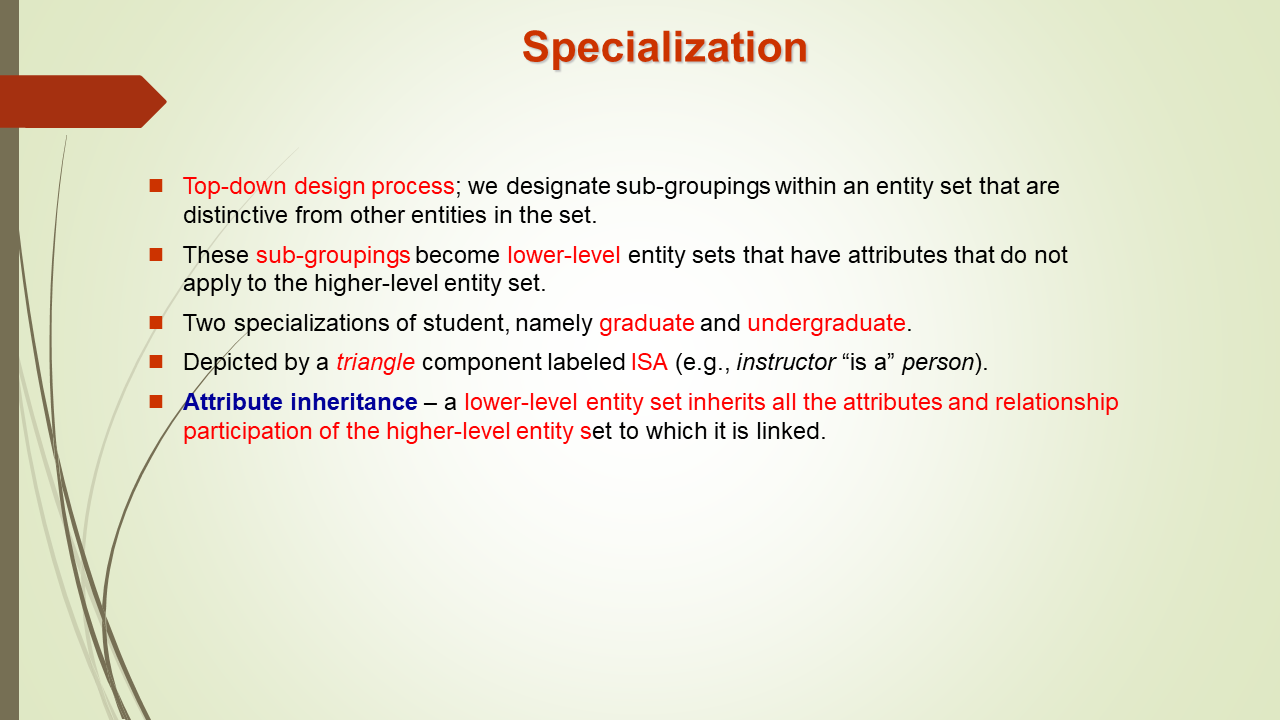 Specialization
Top-down design process; we designate sub-groupings within an entity set that are
distinctive from other entities in the set.
These sub-groupings become lower-level entity sets that have attributes that do not
apply to the higher-level entity set.
Two specializations of student, namely graduate and undergraduate.
Depicted by a triangle component labeled ISA (e.g., instructor “is a” person).
Attribute inheritance – a lower-level entity set inherits all the attributes and relationship
participation of the higher-level entity set to which it is linked.